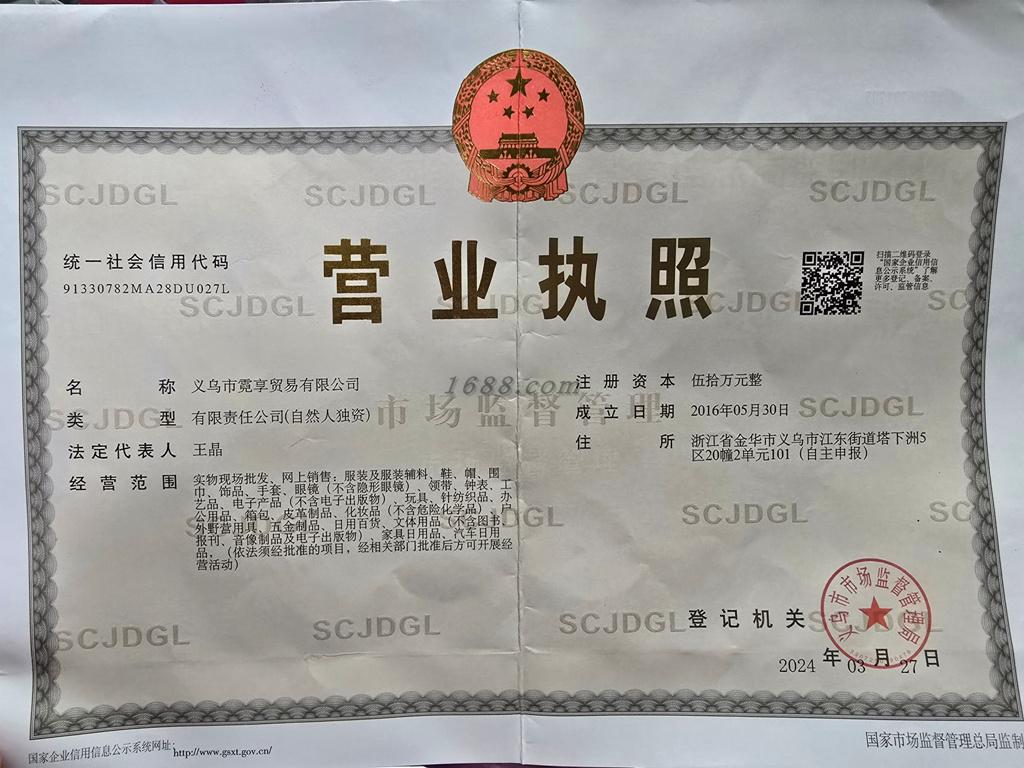 SCJDGL SCJDGL SCJDGL SCJDGL
统一社会信用代码
91330782MA28DU027L
营业执照
扫描二维码登录
“国家企业信用信
息公示系统”了解
更多登记、备案、
许可、监管信息
SCJDGL
名 称 义乌市霓享贸易有限公司
类 型 有限责任公司(自然人独资)
法定代表人 王晶
经营范围 实物现场批发、网上销售：服装及服装辅料、鞋、帽、围
巾、饰品、手套、眼镜（不含隐形眼镜）、领带、钟表、工
艺品、电子产品（不含电子出版物）、玩具、针纺织品、办
公用品、箱包、皮革制品、化妆品（不含危险化学品）、户
外野营用具、五金制品、日用百货、文体用品（不含图书、
报刊、音像制品及电子出版物）、家具日用品、汽车日用
品，（依法须经批准的项目，经相关部门批准后方可开展经
营活动）
1688.com
市场监督管理
注册资本 伍拾万元整
成立日期 2016年05月30日
SCJDGL
住 所 浙江省金华市义乌市江东街道塔下洲5
区20幢2单元101（自主申报）
SCJDGL
SCJDGL SCJDGL SCJDGL
登记机关
义乌市市场监督管理局
2024 年 03 月 27 日
国家企业信用信息公示系统网址：http://www.gsxt.gov.cn/
国家市场监督管理总局监制